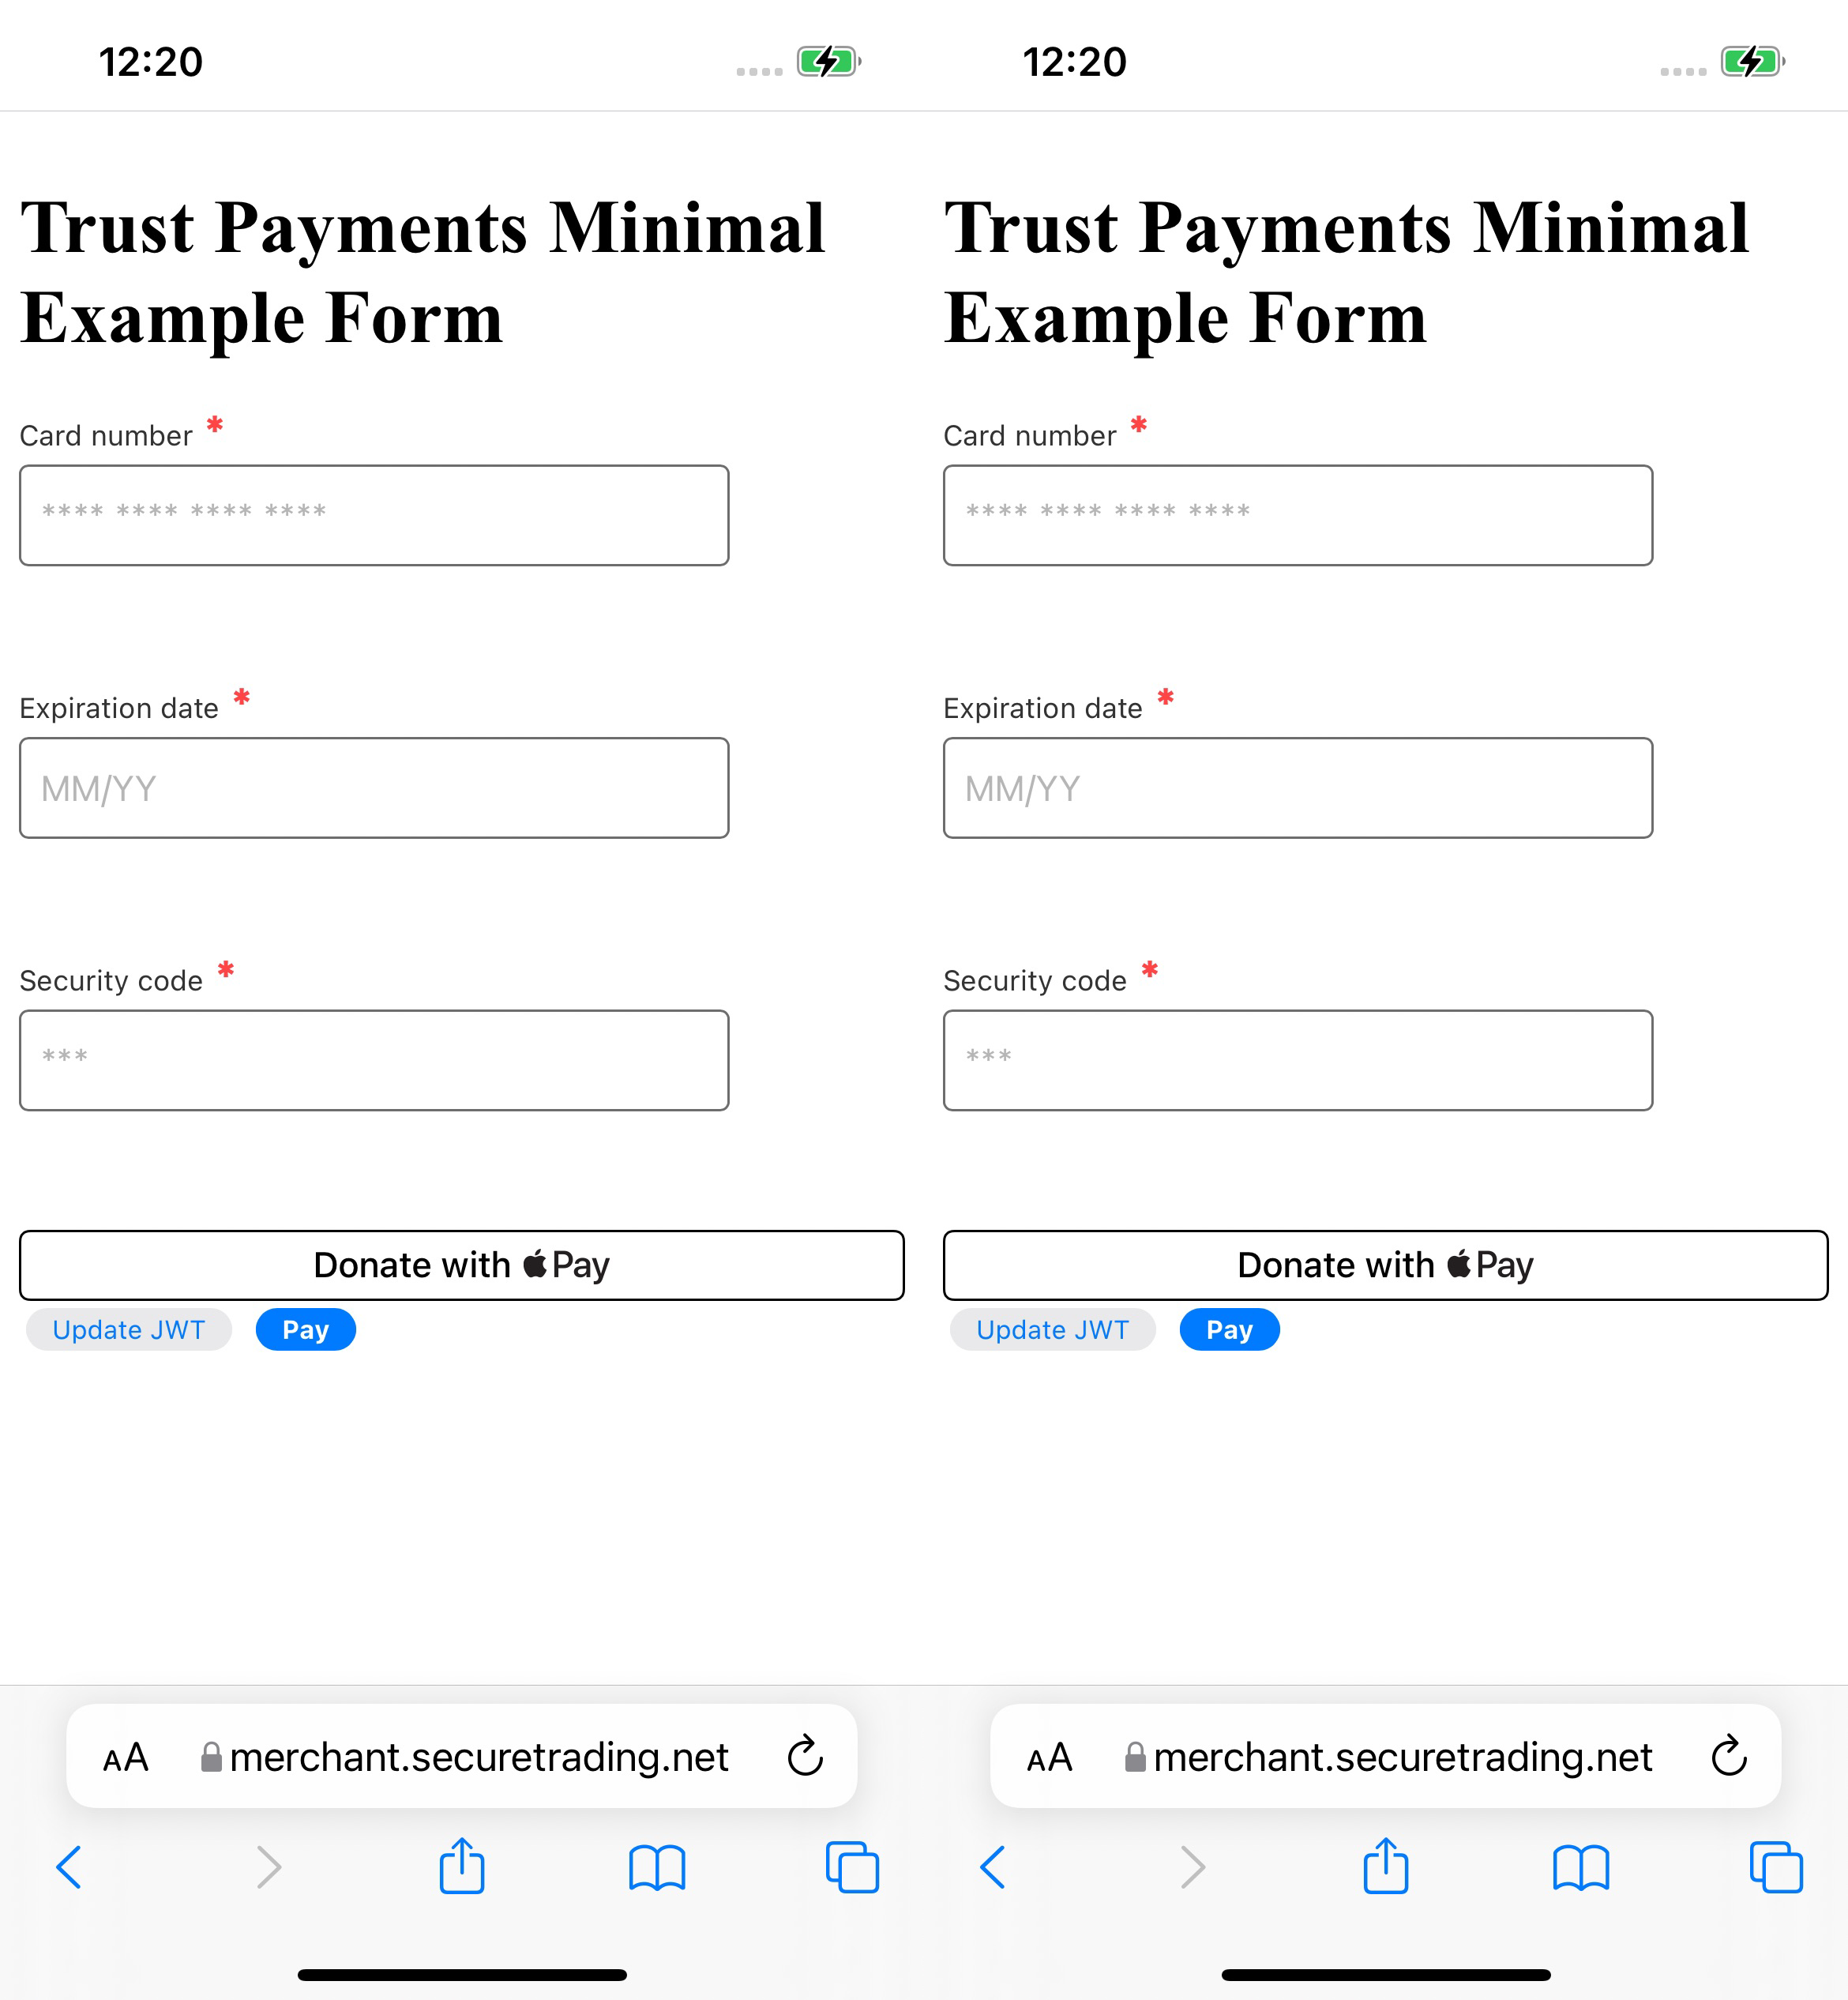 12:20
Trust Payments Minimal
Example Form
Card number *
**** **** **** ****
Expiration date *
MM/YY
Security code *
***
Donate with Pay
Update JWT
Pay
AA
merchant.securetrading.net
12:20
Trust Payments Minimal
Example Form
Card number *
**** **** **** ****
Expiration date *
MM/YY
Security code *
***
Donate with Pay
Update JWT
Pay
AA
merchant.securetrading.net